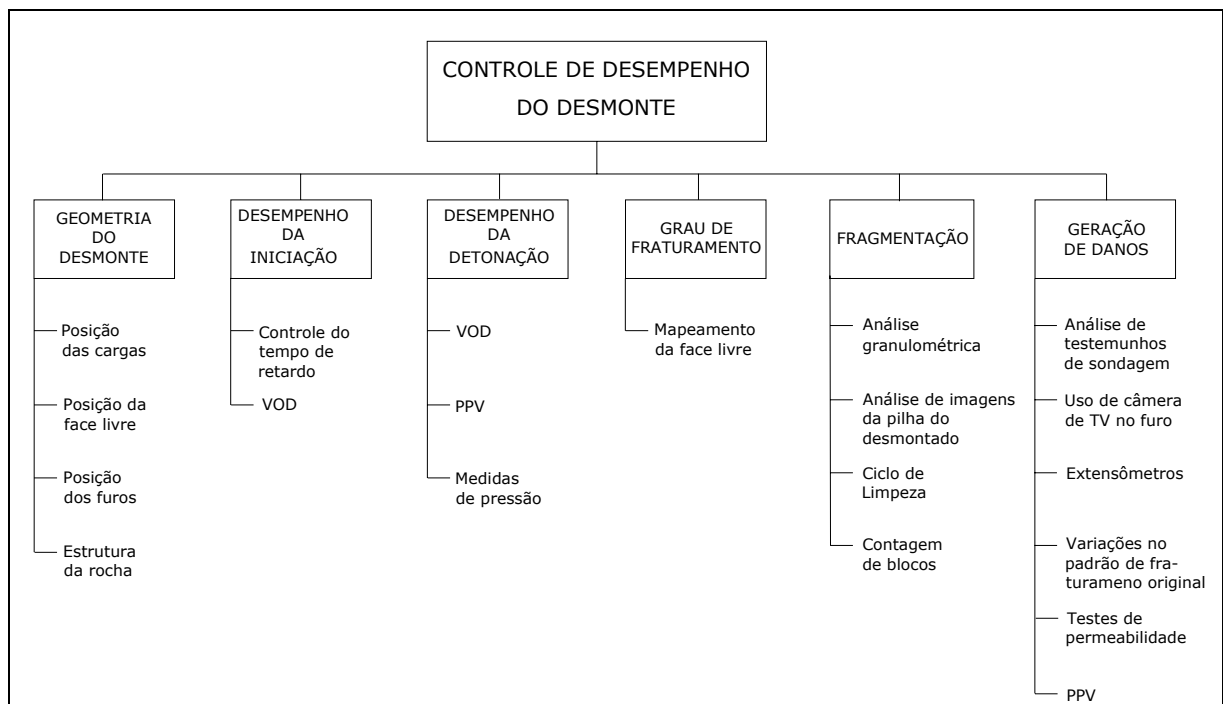 CONTROLE DE DESEMPENHO
DO DESMONTE
GEOMETRIA
DO
DESMONTE
Posição
das cargas
Posição da
face livre
Posição
dos furos
Estrutura
da rocha
DESEMPENHO
DA
INICIAÇÃO
Controle do
tempo de
retardo
VOD
DESEMPENHO
DA
DETONAÇÃO
VOD
PPV
Medidas
de pressão
GRAU DE
FRATURAMENTO
Mapeamento
da face livre
FRAGMENTAÇÃO
Análise
granulométrica
Análise de imagens
da pilha do
desmontado
Ciclo de
Limpeza
Contagem
de blocos
GERAÇÃO
DE DANOS
Análise de
testemunhos
de sondagem
Uso de câmera
de TV no furo
Extensômetros
Variações no
padrão de fra-
turameno original
Testes de
permeabilidade
PPV